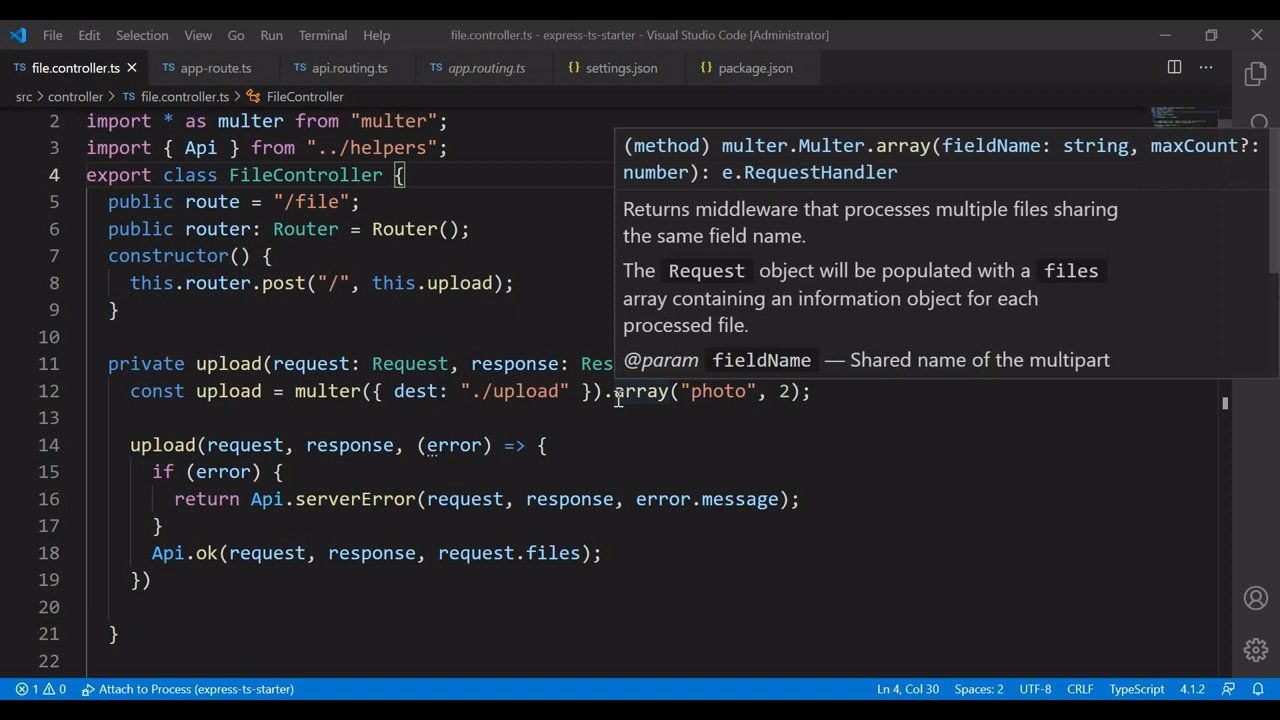 File Edit Selection View Go Run Terminal Help file.controller.ts - express-ts-starter - Visual Studio Code [Administrator]
TS file.controller.ts TS app-route.ts TS api.routing.ts TS app.routing.ts {} settings.json {} package.json
src > controller > TS file.controller.ts > FileController
2 import * as multer from "multer";
3 import { Api } from "../helpers";
4 export class FileController {
5 public route = "/file";
6 public router: Router = Router();
7 constructor() {
8 this.router.post("/", this.upload);
9 }
10
11 private upload(request: Request, response: Res
12 const upload = multer({ dest: "./upload" }).array("photo", 2);
13
14 upload(request, response, (error) => {
15 if (error) {
16 return Api.serverError(request, response, error.message);
17 }
18 Api.ok(request, response, request.files);
19 })
20
21 }
22
(method) multer.Multer.array(fieldName: string, maxCount?:
number): e.RequestHandler
Returns middleware that processes multiple files sharing
the same field name.
The Request object will be populated with a files
array containing an information object for each
processed file.
@param fieldName — Shared name of the multipart
1 0 Attach to Process (express-ts-starter) Ln 4, Col 30 Spaces: 2 UTF-8 CRLF TypeScript 4.1.2